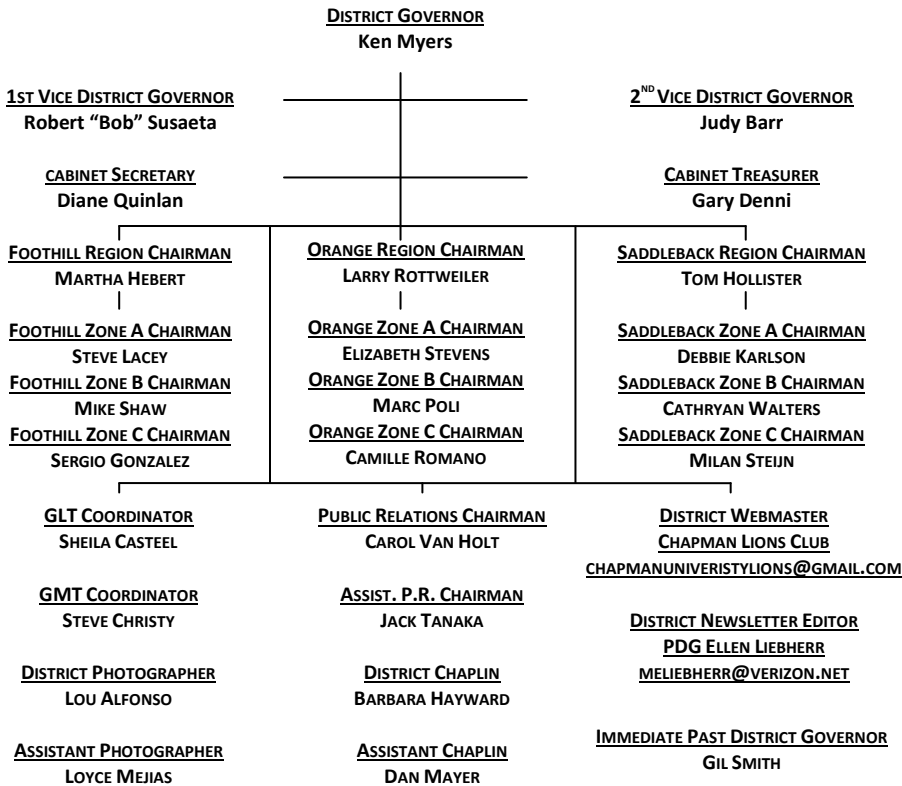 DISTRICT GOVERNOR
Ken Myers
1ST VICE DISTRICT GOVERNOR
Robert “Bob” Susaeta
2ND VICE DISTRICT GOVERNOR
Judy Barr
CABINET SECRETARY
Diane Quinlan
CABINET TREASURER
Gary Denni
FOOTHILL REGION CHAIRMAN
MARTHA HEBERT
ORANGE REGION CHAIRMAN
LARRY ROTTWEILER
SADDLEBACK REGION CHAIRMAN
TOM HOLLISTER
FOOTHILL ZONE A CHAIRMAN
STEVE LACEY
FOOTHILL ZONE B CHAIRMAN
MIKE SHAW
FOOTHILL ZONE C CHAIRMAN
SERGIO GONZALEZ
ORANGE ZONE A CHAIRMAN
ELIZABETH STEVENS
ORANGE ZONE B CHAIRMAN
MARC POLI
ORANGE ZONE C CHAIRMAN
CAMILLE ROMANO
SADDLEBACK ZONE A CHAIRMAN
DEBBIE KARLSON
SADDLEBACK ZONE B CHAIRMAN
CATHRYAN WALTERS
SADDLEBACK ZONE C CHAIRMAN
MILAN STEIJN
GLT COORDINATOR
SHEILA CASTEEL
GMT COORDINATOR
STEVE CHRISTY
DISTRICT PHOTOGRAPHER
LOU ALFONSO
ASSISTANT PHOTOGRAPHER
LOYCE MEJIAS
PUBLIC RELATIONS CHAIRMAN
CAROL VAN HOLT
ASSIST. P.R. CHAIRMAN
JACK TANAKA
DISTRICT CHAPLIN
BARBARA HAYWARD
ASSISTANT CHAPLIN
DAN MAYER
DISTRICT WEBMASTER
CHAPMAN LIONS CLUB
CHAPMANUNIVERISTYLIONS@GMAIL.COM
DISTRICT NEWSLETTER EDITOR
PDG ELLEN LIEBHERR
MELIEBHERR@VERIZON.NET
IMMEDIATE PAST DISTRICT GOVERNOR
GIL SMITH